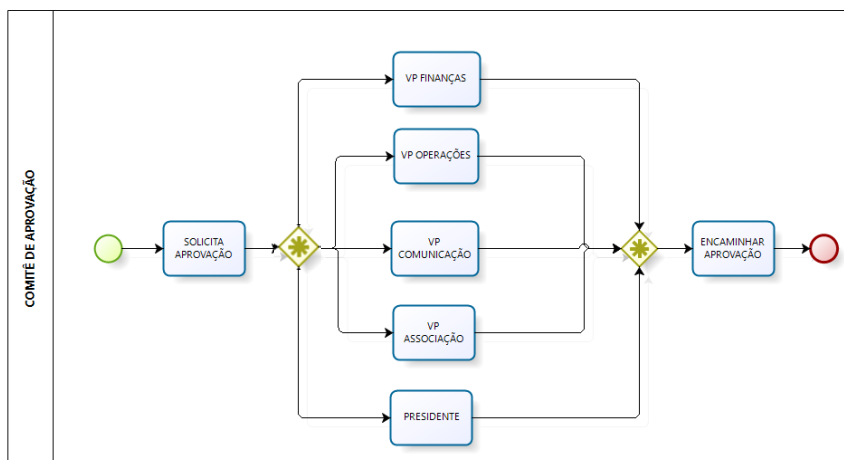 COMITÊ DE APROVAÇÃO
SOLICITA
APROVAÇÃO
VP FINANÇAS
VP OPERAÇÕES
VP
COMUNICAÇÃO
VP
ASSOCIAÇÃO
PRESIDENTE
ENCAMINHAR
APROVAÇÃO